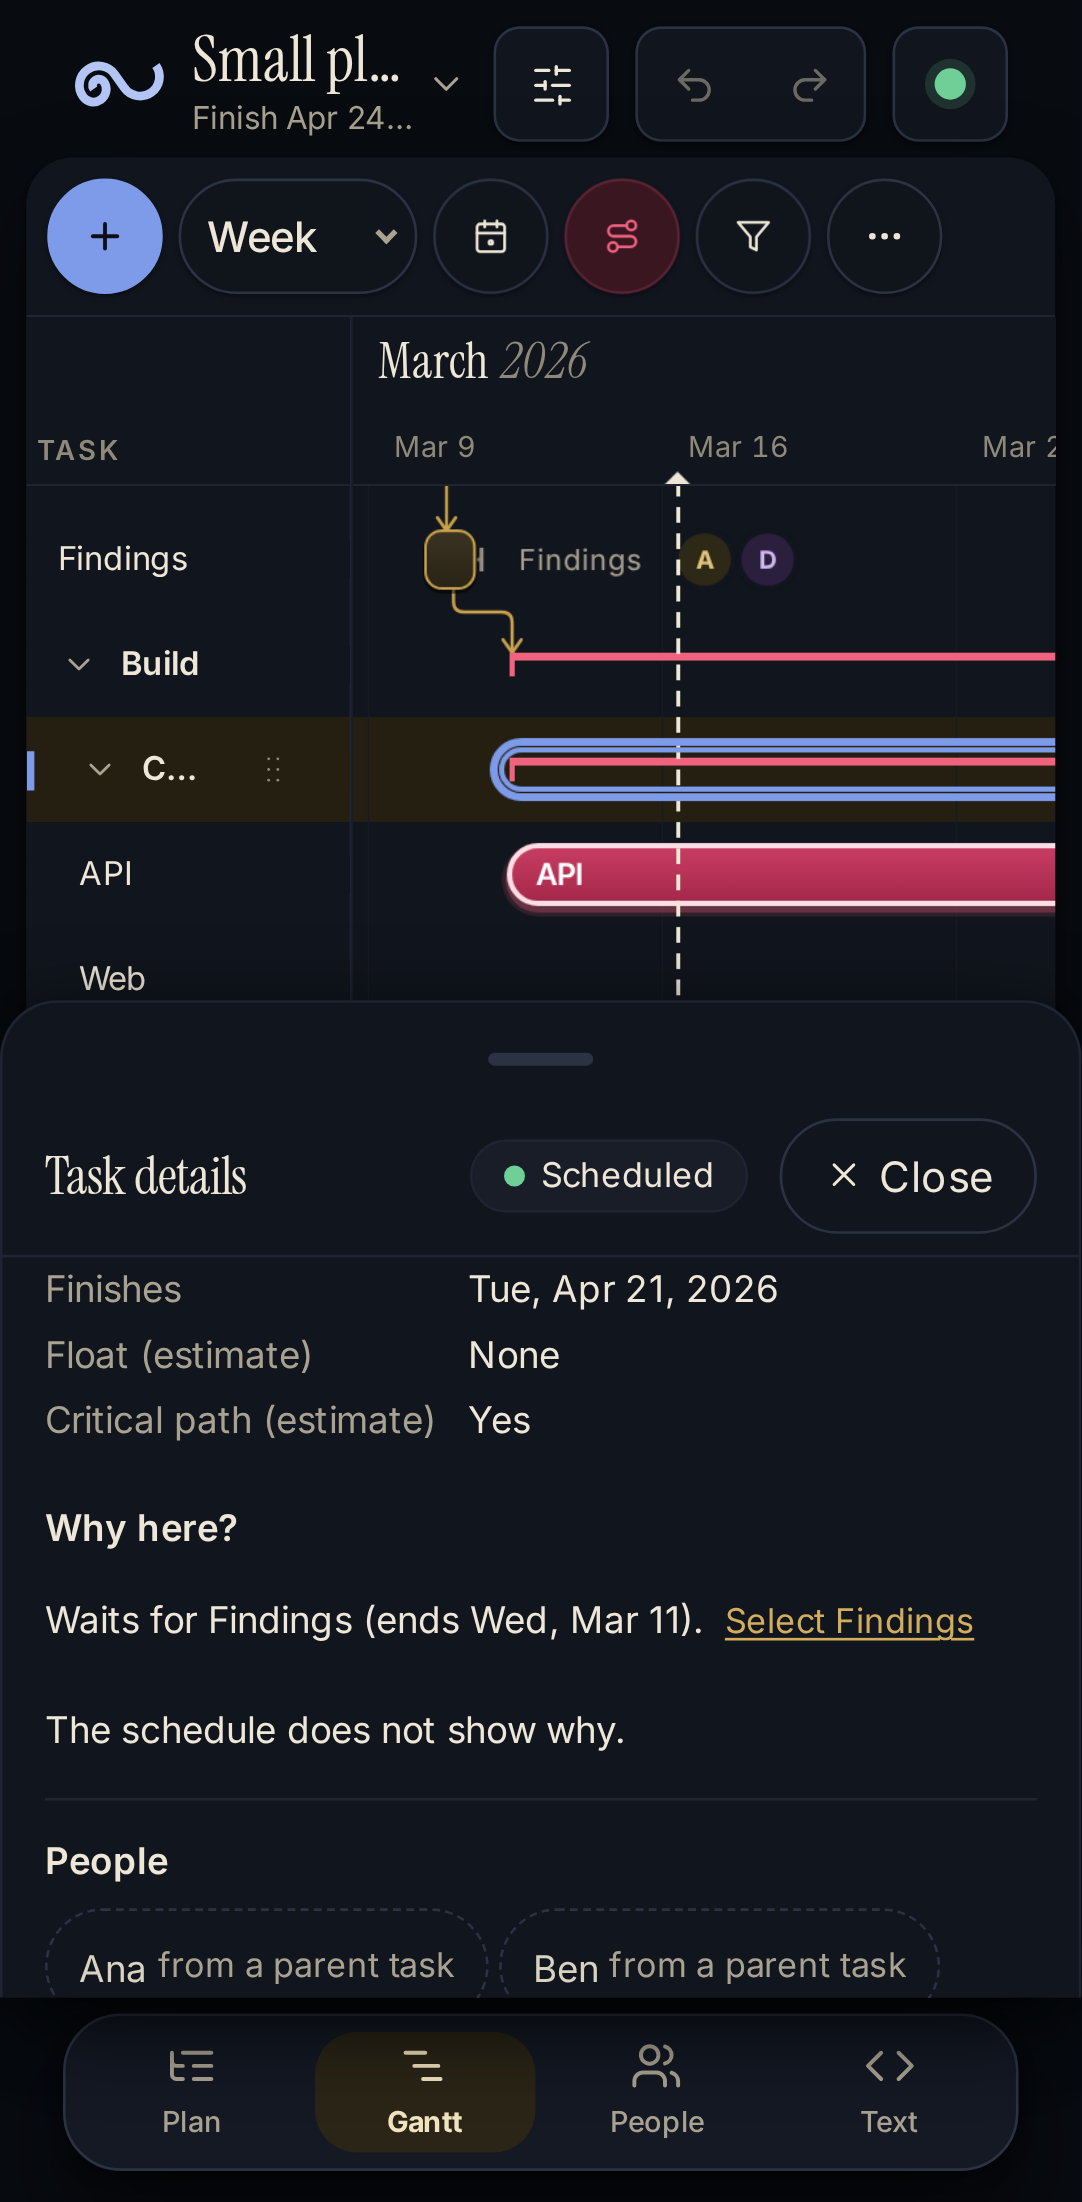 Small pl...
Finish Apr 24...
Week
March 2026
TASK
Mar 9
Mar 16
Mar 2
Findings
Findings
A
D
Build
C...
API
API
Web
Task details
Scheduled
Close
Finishes
Tue, Apr 21, 2026
Float (estimate)
None
Critical path (estimate)
Yes
Why here?
Waits for Findings (ends Wed, Mar 11). Select Findings
The schedule does not show why.
People
Ana from a parent task
Ben from a parent task
Plan
Gantt
People
Text